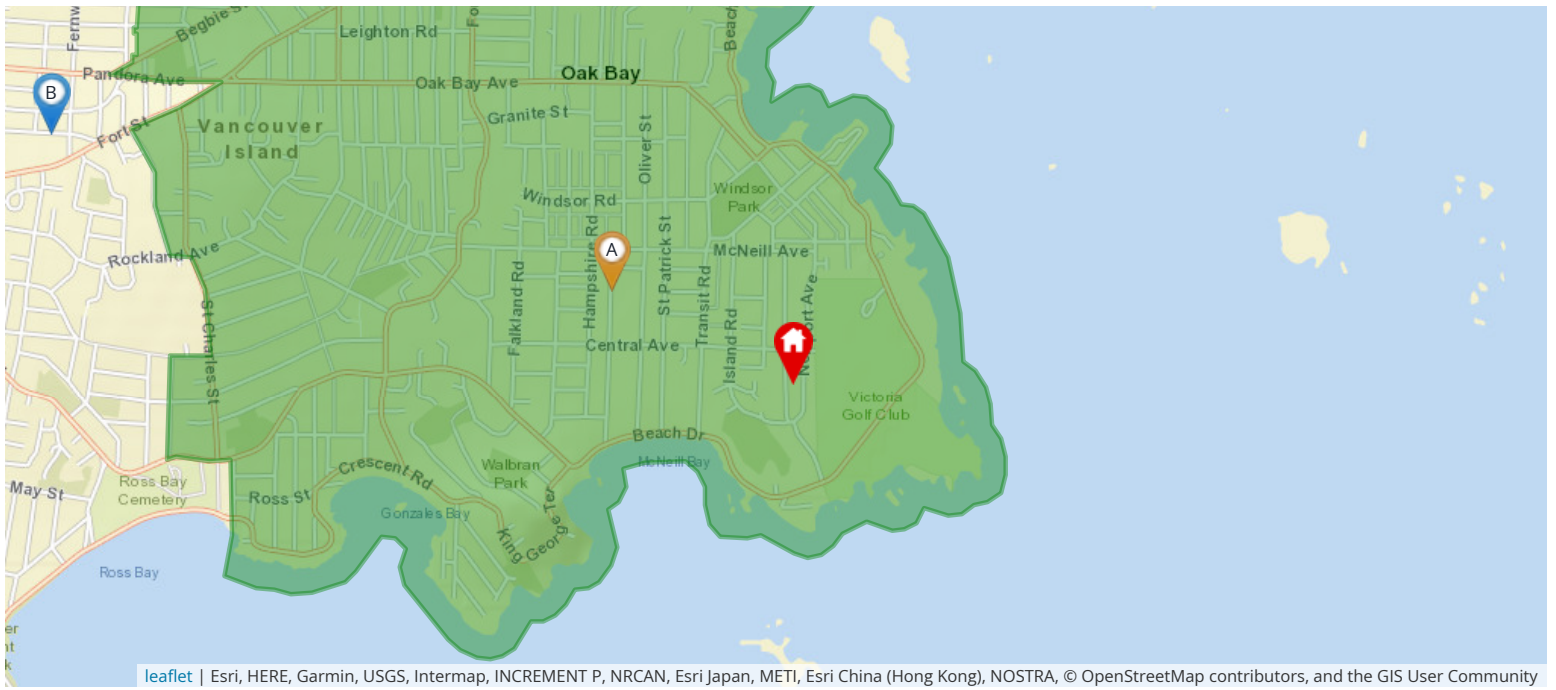 Fernw
Begbie St
Leighton Rd
Fo
Beach
Pandora Ave
Oak Bay
Oak Bay Ave
B
Fort St
Granite St
Vancouver
Island
Oliver St
Windsor Rd
Windsor
Park
Rockland Ave
A
McNeill Ave
Hampshire Rd
St Patrick St
Falkland Rd
Transit Rd
Island Rd
St Charles St
Central Ave
Victoria
Golf Club
Beach Dr
McNeill Bay
Crescent Rd
Walbran
Park
May St
Ross Bay
Cemetery
Ross St
Gonzales Bay
King
George Ter
Ross Bay
er
nt
k
leaflet | Esri, HERE, Garmin, USGS, Intermap, INCREMENT P, NRCAN, Esri Japan, METI, Esri China (Hong Kong), NOSTRA, © OpenStreetMap contributors, and the GIS User Community